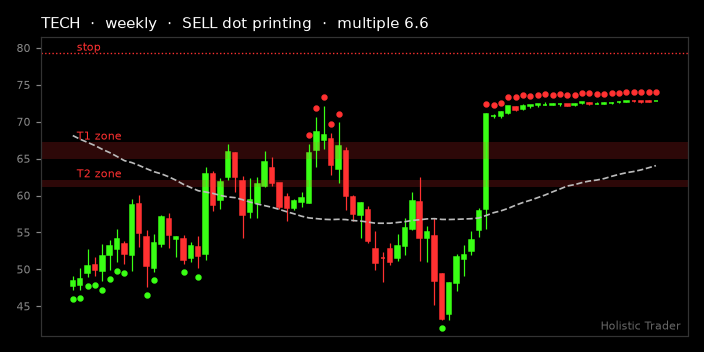 TECH · weekly · SELL dot printing · multiple 6.6
80
stop
75
70
T1 zone
65
T2 zone
60
55
50
45
Holistic Trader